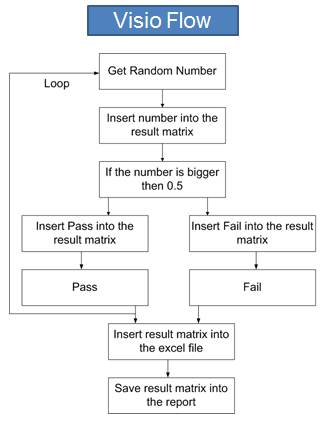 Visio Flow
Get Random Number
Loop
Insert number into the
result matrix
If the number is bigger
then 0.5
Insert Pass into the
result matrix
Insert Fail into the result
matrix
Pass
Fail
Insert result matrix into
the excel file
Save result matrix into
the report